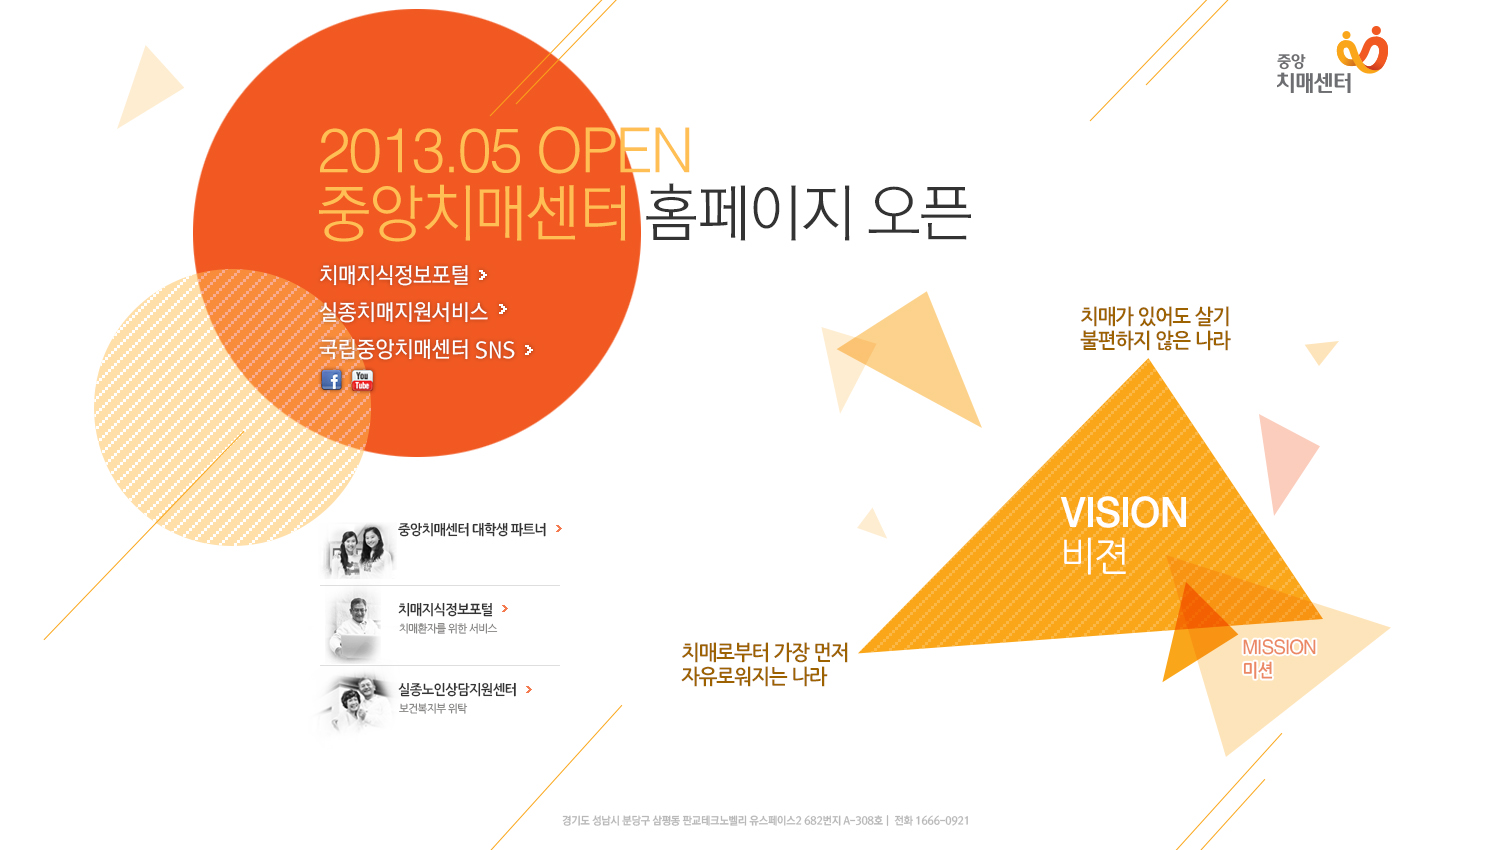 중앙
치매센터
2013.05 OPEN
중앙치매센터 홈페이지 오픈
치매지식정보포털
실종치매지원서비스
국립중앙치매센터 SNS
f
You
Tube
치매가 있어도 살기
불편하지 않은 나라
VISION
비젼
치매로부터 가장 먼저
자유로워지는 나라
MISSION
미션
중앙치매센터 대학생 파트너
치매지식정보포털
치매환자를 위한 서비스
실종노인상담지원센터
보건복지부 위탁
경기도 성남시 분당구 삼평동 판교테크노벨리 유스페이스2 682번지 A-308호 | 전화 1666-0921